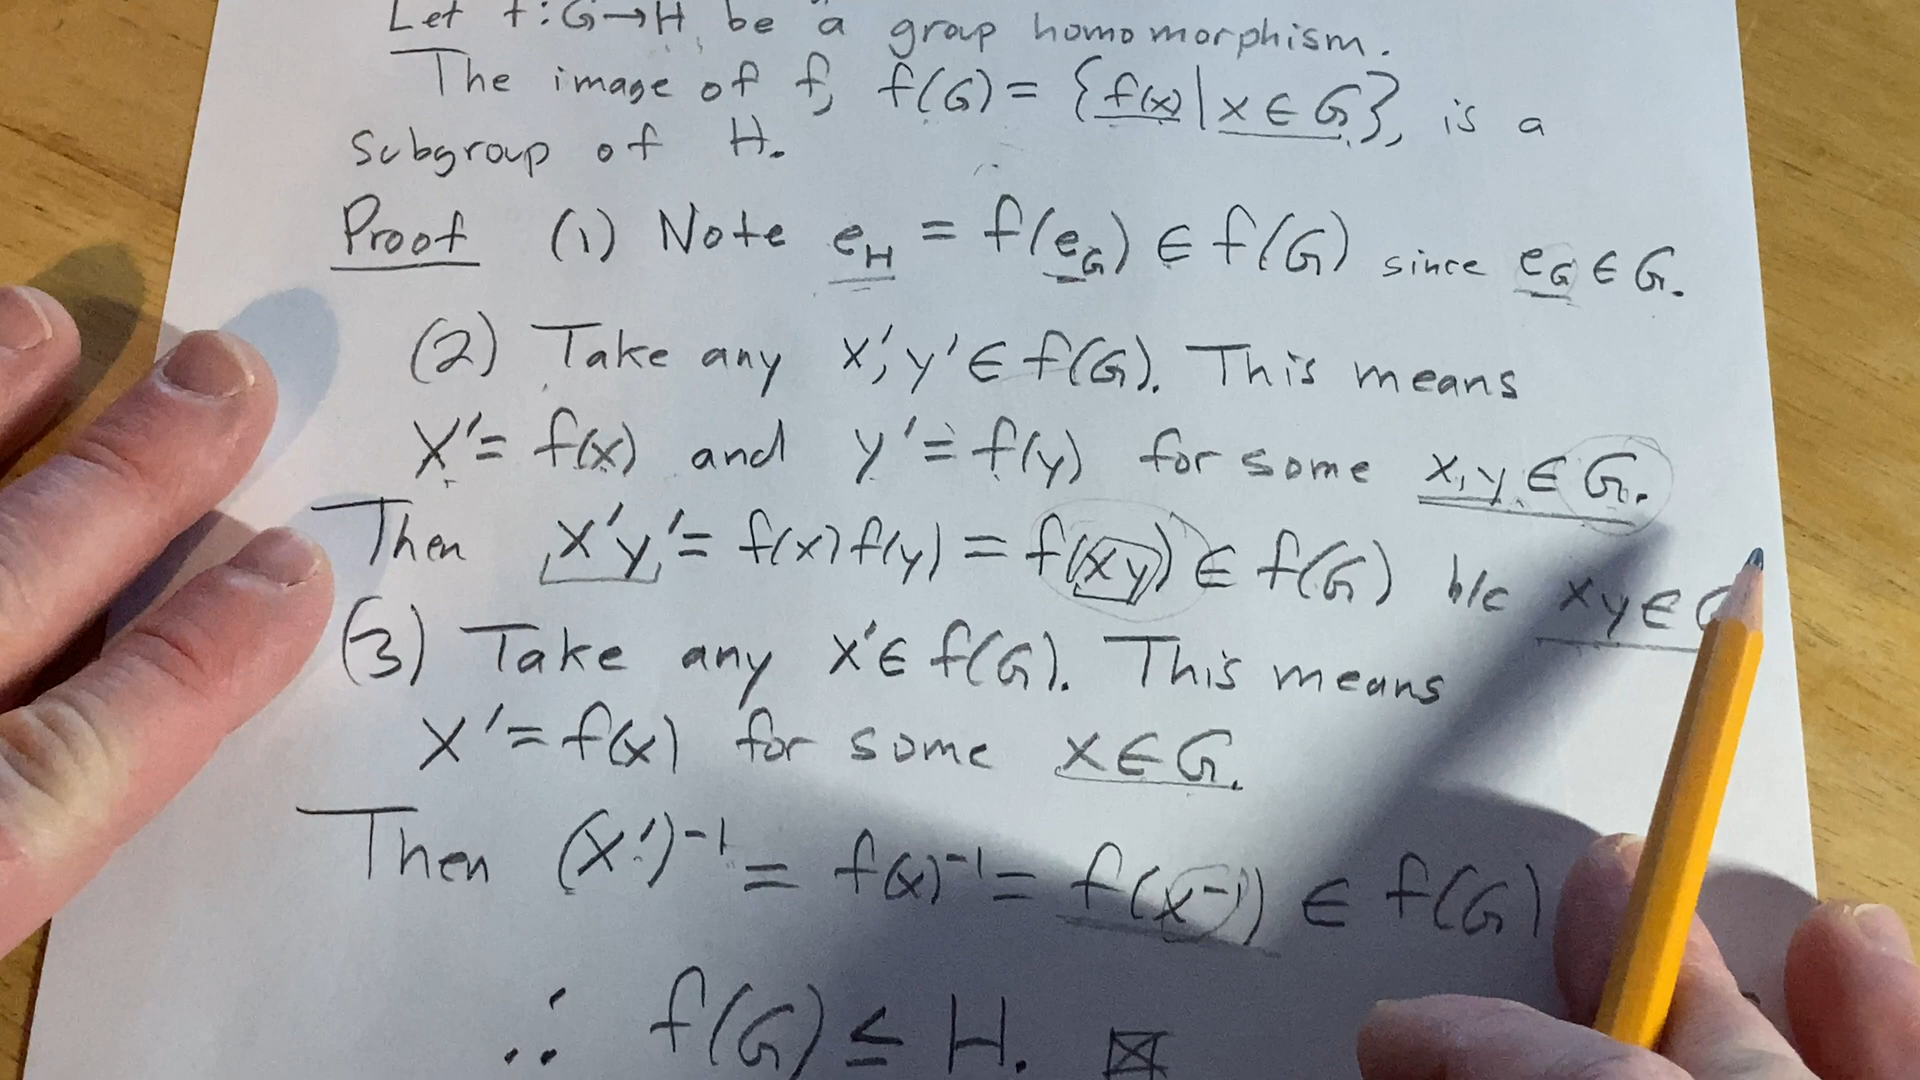 Let f:G→H be a group homomorphism.
The image of f, f(G) = {f(x)|x ∈ G}, is a
subgroup of H.
Proof (1) Note e_H = f(e_G) ∈ f(G) since e_G ∈ G.
(2) Take any x', y' ∈ f(G). This means
x' = f(x) and y' = f(y) for some x, y ∈ G.
Then x'y' = f(x)f(y) = f(xy) ∈ f(G) b/c xy ∈ G
(3) Take any x' ∈ f(G). This means
x' = f(x) for some x ∈ G.
Then (x')^-1 = f(x)^-1 = f(x^-1) ∈ f(G)
∴ f(G) ≤ H. ⊠